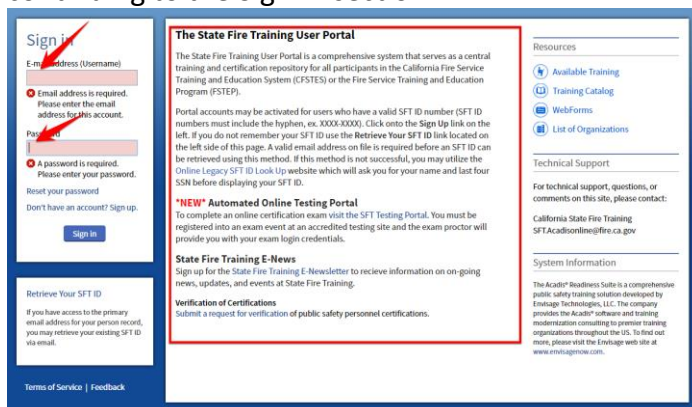 Sign in
E-mail address (Username)
Email address is required.
Please enter the email
address for this account.
Password
A password is required.
Please enter your password.
Reset your password
Don't have an account? Sign up.
Sign in
Retrieve Your SFT ID
If you have access to the primary
email address for your person record,
you may retrieve your existing SFT ID
via email.
Terms of Service | Feedback
The State Fire Training User Portal
The State Fire Training User Portal is a comprehensive system that serves as a central
training and certification repository for all participants in the California Fire Service
Training and Education System (CFSTES) or the Fire Service Training and Education
Program (FSTEP).
Portal accounts may be activated for users who have a valid SFT ID number (SFT ID
numbers must include the hyphen, ex. XXXX-XXXX). Click onto the Sign Up link on the
left. If you do not remember your SFT ID use the Retrieve Your SFT ID link located on
the left side of this page. A valid email address on file is required before an SFT ID can
be retrieved using this method. If this method is not successful, you may utilize the
Online Legacy SFT ID Look Up website which will ask you for your name and last four
SSN before displaying your SFT ID.
*NEW* Automated Online Testing Portal
To complete an online certification exam visit the SFT Testing Portal. You must be
registered into an exam event at an accredited testing site and the exam proctor will
provide you with your exam login credentials.
State Fire Training E-News
Sign up for the State Fire Training E-Newsletter to recieve information on on-going
news, updates, and events at State Fire Training.
Verification of Certifications
Submit a request for verification of public safety personnel certifications.
Resources
Available Training
Training Catalog
WebForms
List of Organizations
Technical Support
For technical support, questions, or
comments on this site, please contact:
California State Fire Training
SFT.Acadisonline@fire.ca.gov
System Information
The Acadis® Readiness Suite is a comprehensive
public safety training solution developed by
Envisage Technologies, LLC. The company
provides the Acadis® software and training
modernization consulting to premier training
organizations throughout the US. To find out
more, please visit the Envisage web site at
www.envisagenow.com.